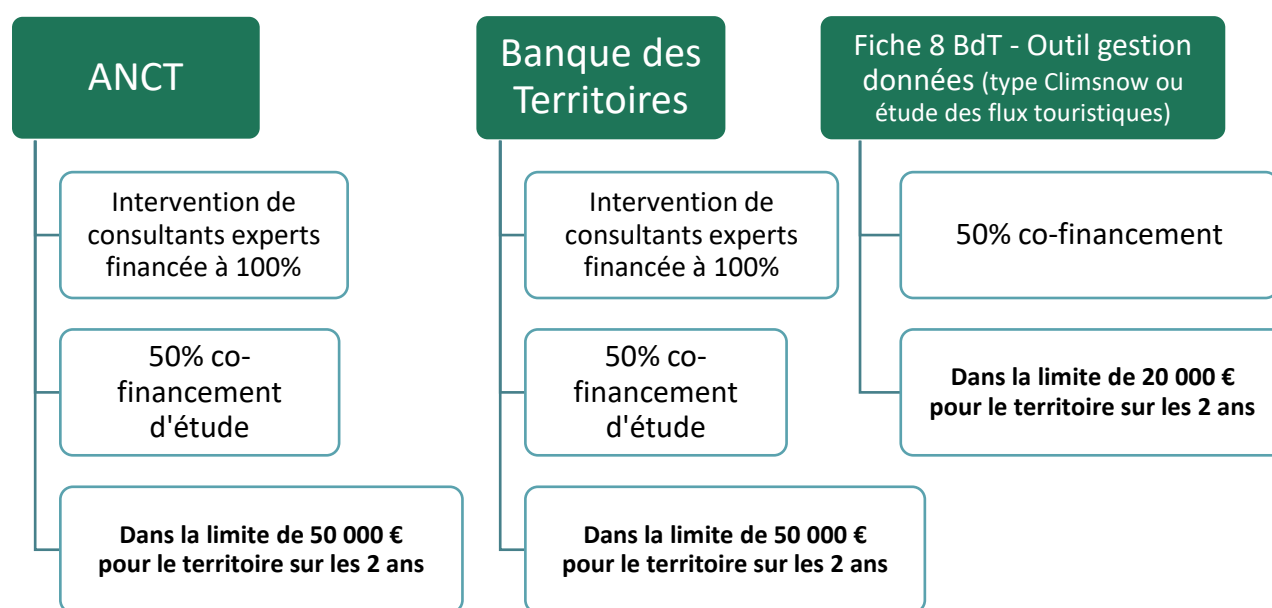 ANCT
Intervention de
consultants experts
financée à 100%
50% co-
financement
d'étude
Dans la limite de 50 000 €
pour le territoire sur les 2 ans
Banque des
Territoires
Intervention de
consultants experts
financée à 100%
50% co-
financement
d'étude
Dans la limite de 50 000 €
pour le territoire sur les 2 ans
Fiche 8 BdT - Outil gestion
données (type Climsnow ou
étude des flux touristiques)
50% co-financement
Dans la limite de 20 000 €
pour le territoire sur les 2 ans